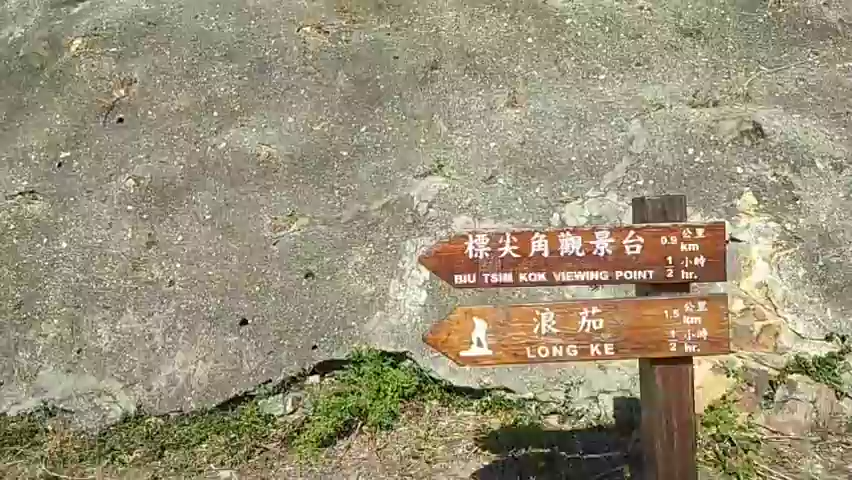 標尖角觀景台 0.9 公里 km
BIU TSIM KOK VIEWING POINT 1/2 小時 hr.
浪茄 1.5 公里 km
LONG KE 1/2 小時 hr.